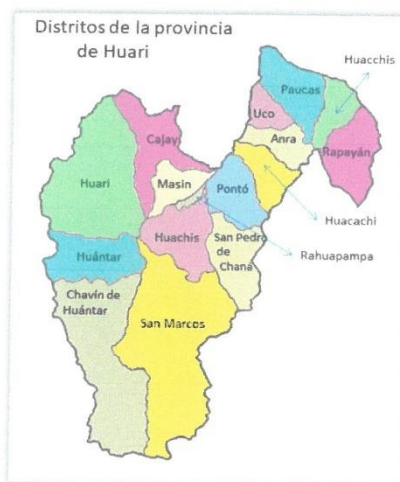 Distritos de la provincia
de Huari
Huacchis
Paucas
Uco
Cajay
Anra
Rapayán
Huari
Masin
Pontó
Huacachi
Huántar
Huachis
San Pedro
de
Chaná
Rahuapampa
Chavín de
Huántar
San Marcos